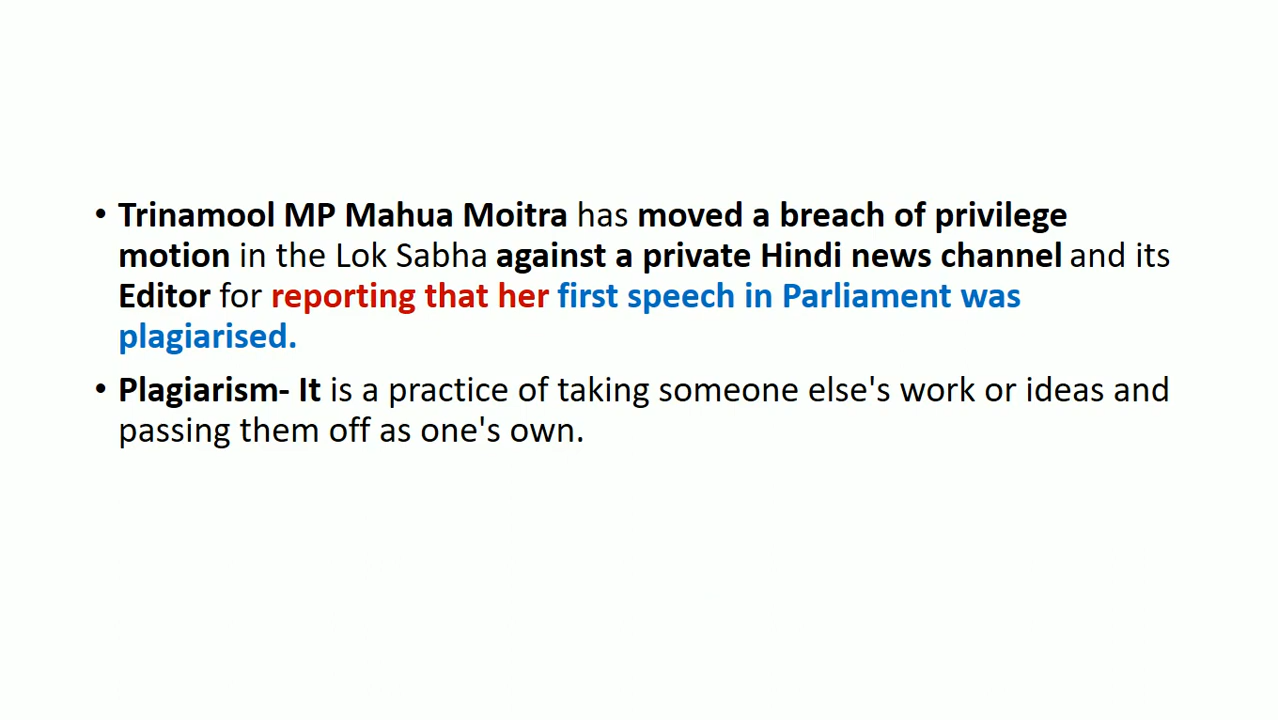 • Trinamool MP Mahua Moitra has moved a breach of privilege
motion in the Lok Sabha against a private Hindi news channel and its
Editor for reporting that her first speech in Parliament was
plagiarised.
• Plagiarism- It is a practice of taking someone else's work or ideas and
passing them off as one's own.